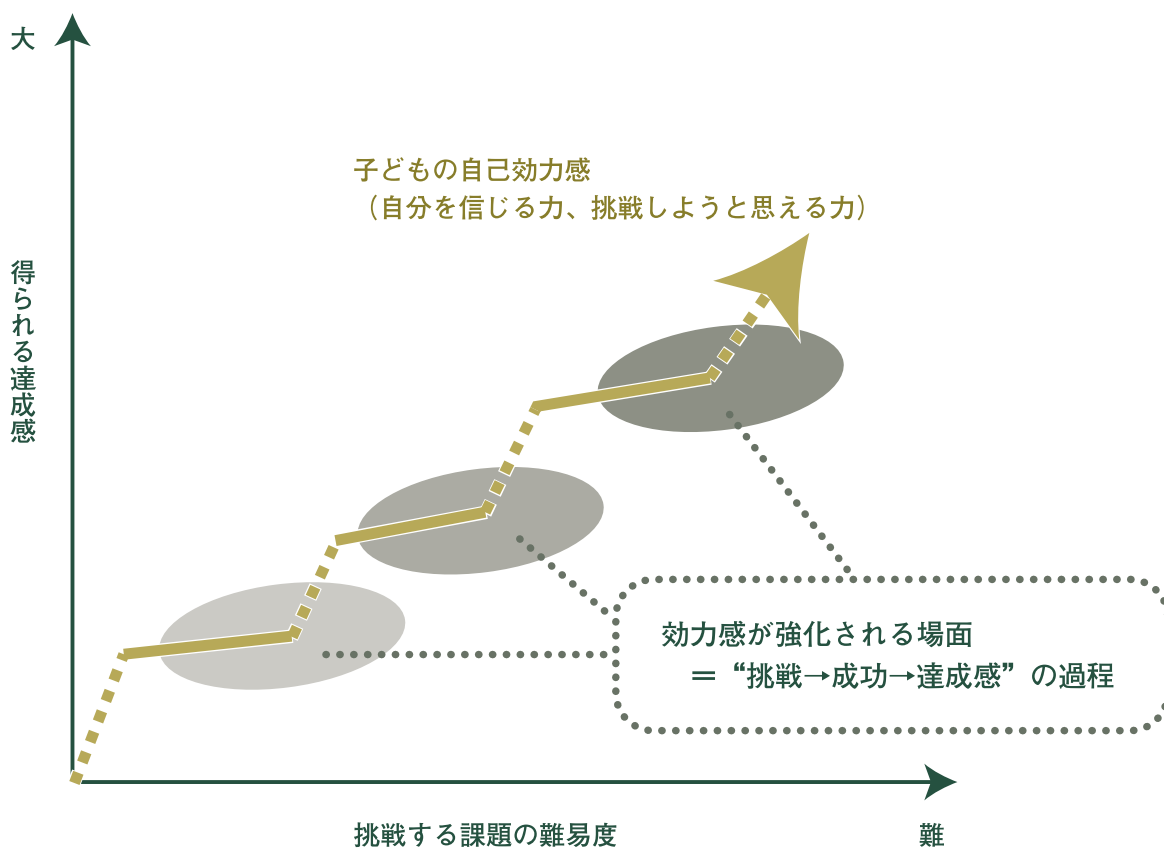 大
子どもの自己効力感
（自分を信じる力、挑戦しようと思える力）
得られる達成感
効力感が強化される場面
＝“挑戦→成功→達成感”の過程
挑戦する課題の難易度
難